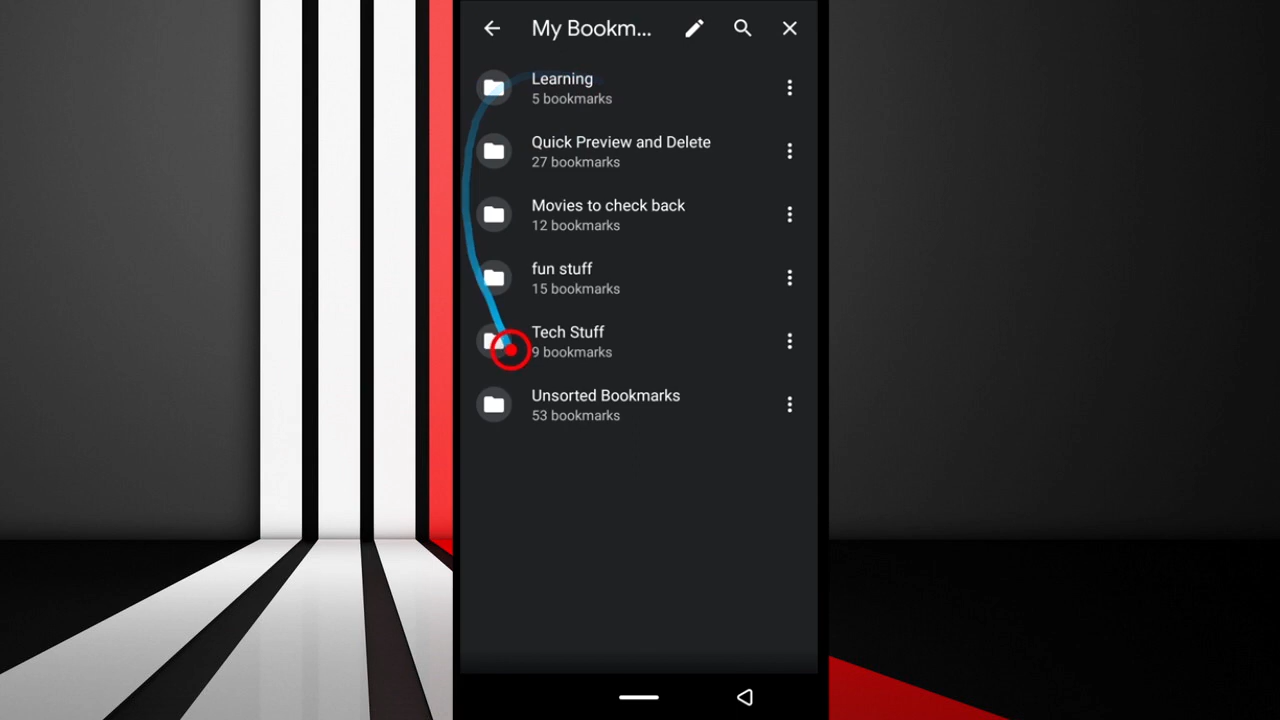 My Bookm...
Learning
5 bookmarks
Quick Preview and Delete
27 bookmarks
Movies to check back
12 bookmarks
fun stuff
15 bookmarks
Tech Stuff
9 bookmarks
Unsorted Bookmarks
53 bookmarks